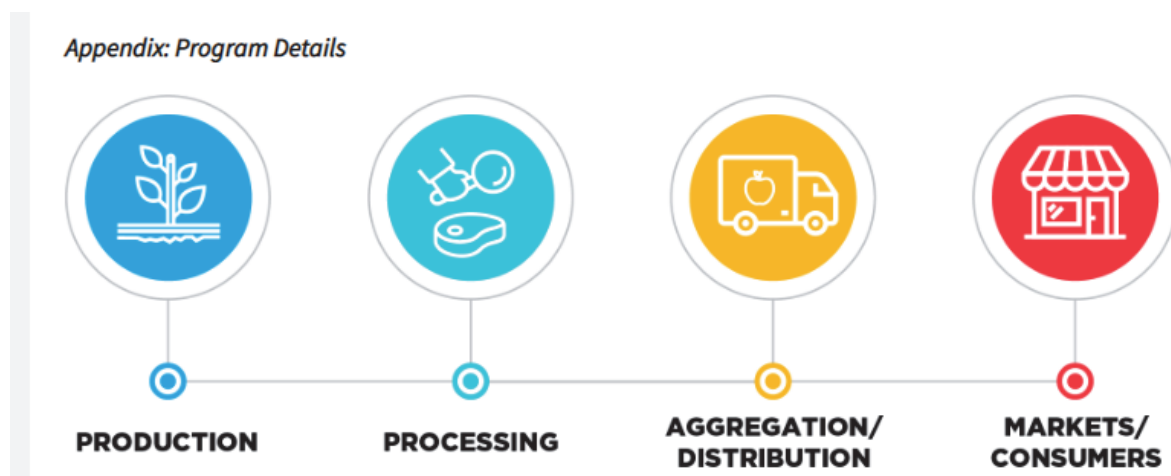 Appendix: Program Details
PRODUCTION
PROCESSING
AGGREGATION/
DISTRIBUTION
MARKETS/
CONSUMERS